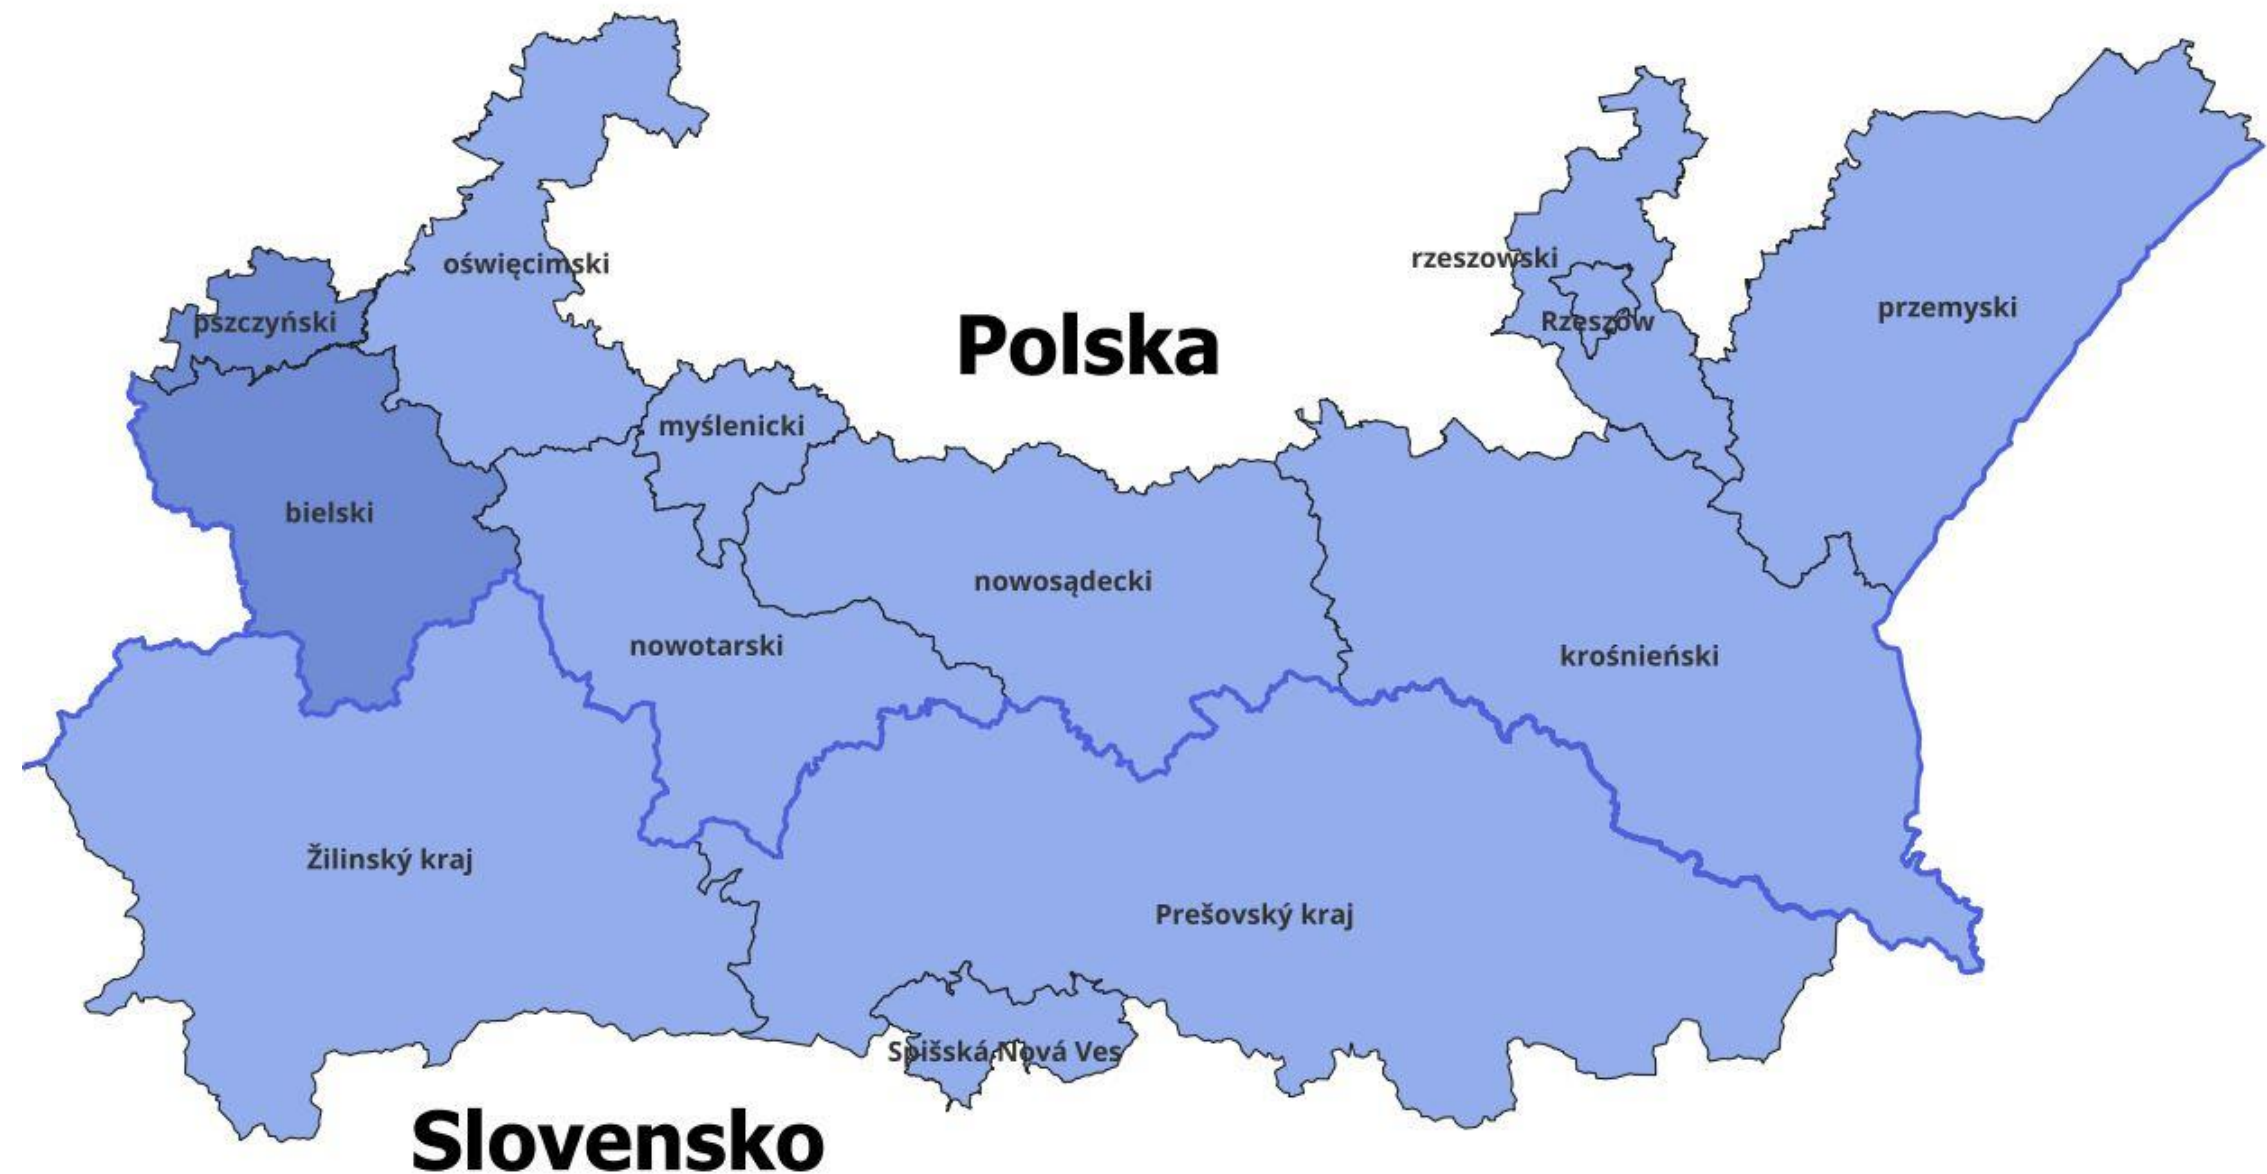 oświęcimski
rzeszowski
przemyski
pszczyński
Rzeszów
Polska
myślenicki
bielski
nowosądecki
nowotarski
krośnieński
Žilinský kraj
Prešovský kraj
Spišská Nová Ves
Slovensko